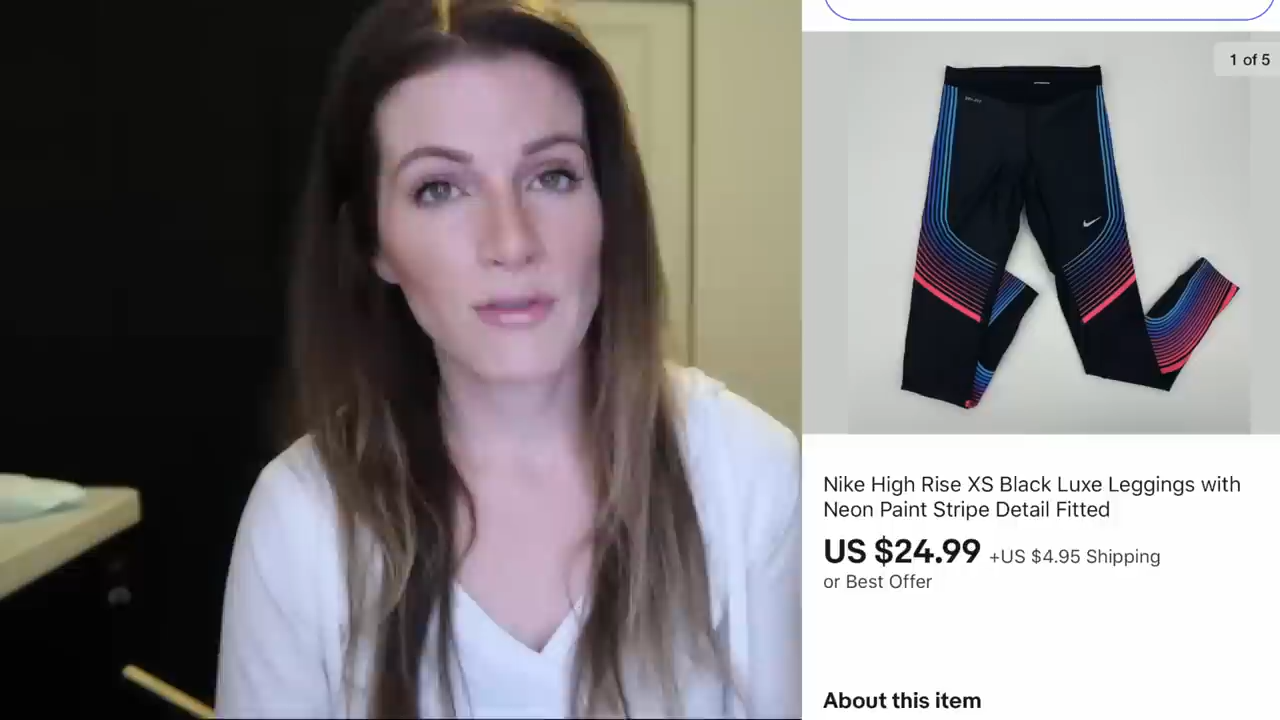 1 of 5
Nike High Rise XS Black Luxe Leggings with
Neon Paint Stripe Detail Fitted
US $24.99 +US $4.95 Shipping
or Best Offer
About this item